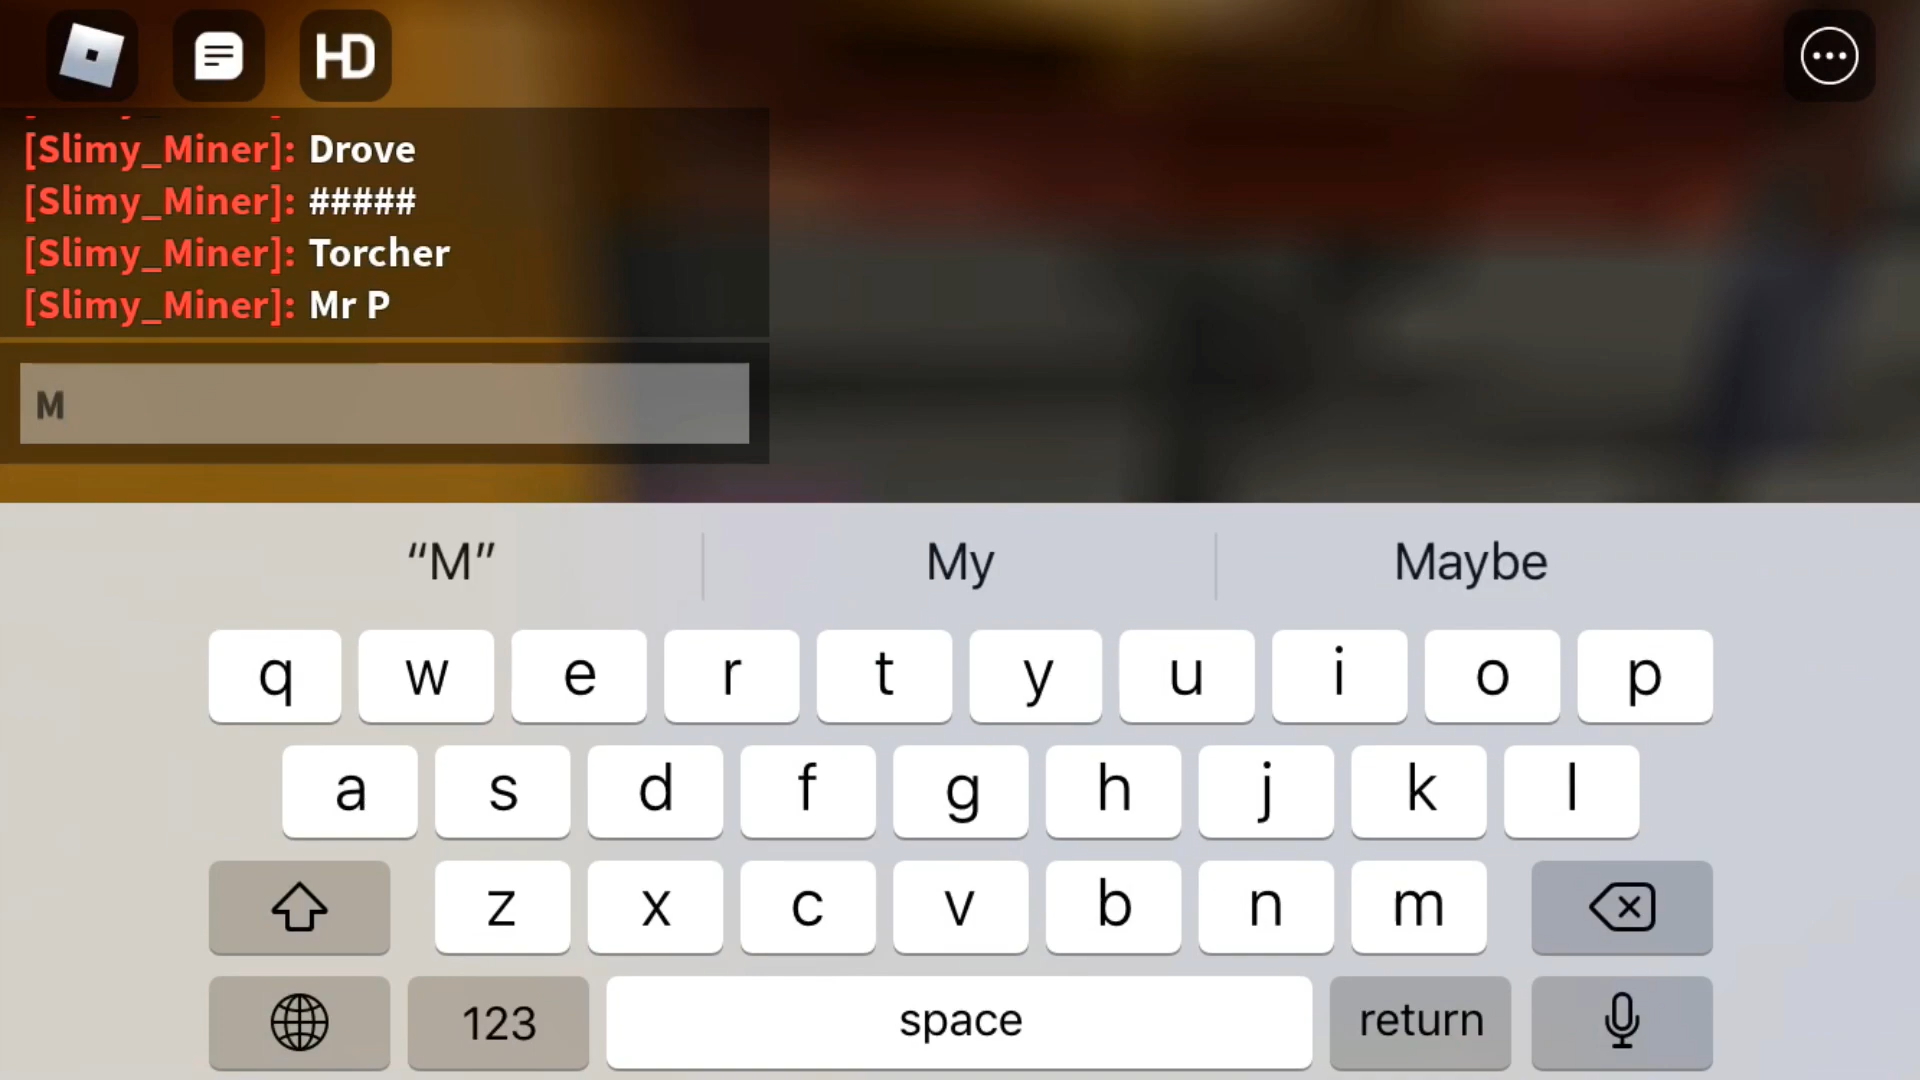 HD
[Slimy_Miner]: Drove
[Slimy_Miner]: #####
[Slimy_Miner]: Torcher
[Slimy_Miner]: Mr P
M
“M” My Maybe
q w e r t y u i o p
a s d f g h j k l
z x c v b n m
123 space return